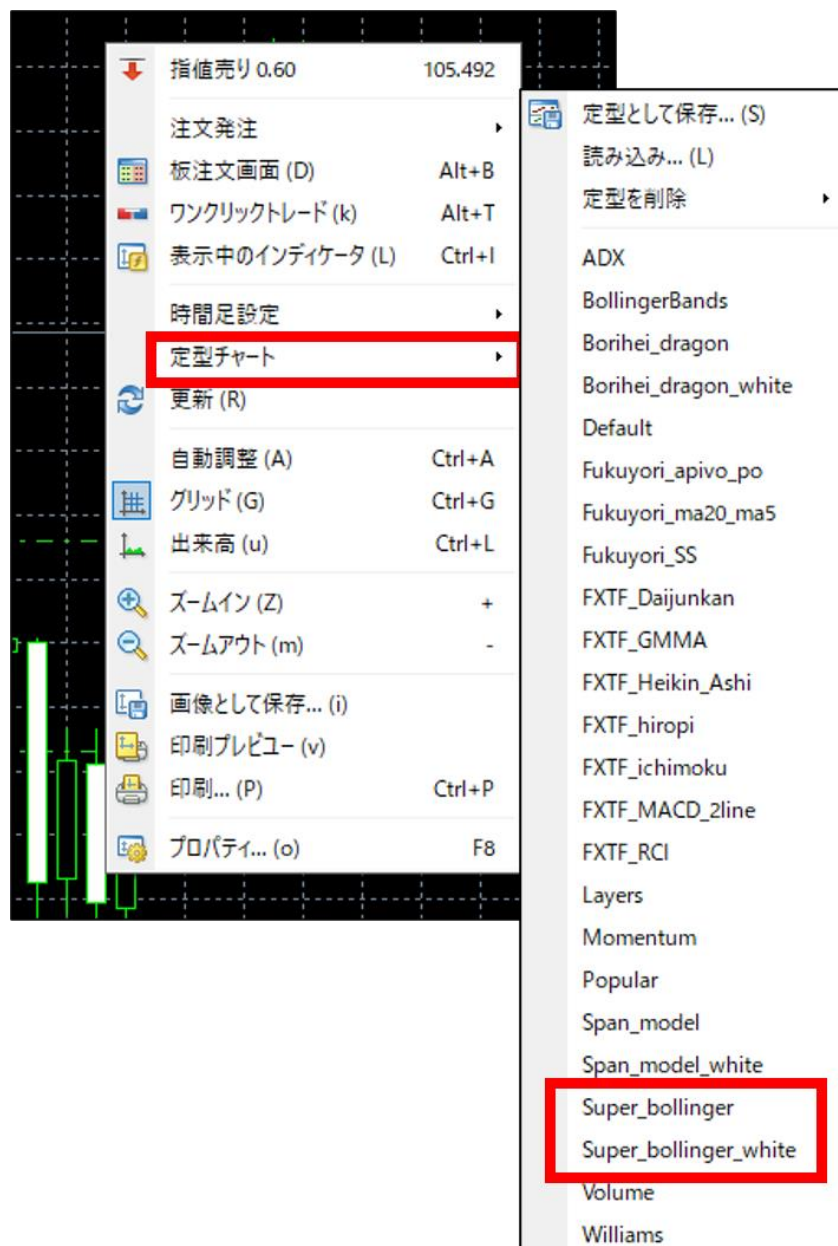 指値売り 0.60 105.492
注文発注
板注文画面 (D) Alt+B
ワンクリックトレード (k) Alt+T
表示中のインディケータ (L) Ctrl+I
時間足設定
定型チャート
更新 (R)
自動調整 (A) Ctrl+A
グリッド (G) Ctrl+G
出来高 (u) Ctrl+L
ズームイン (Z) +
ズームアウト (m) -
画像として保存... (i)
印刷プレビュー (v)
印刷... (P) Ctrl+P
プロパティ... (o) F8
定型として保存... (S)
読み込み... (L)
定型を削除
ADX
BollingerBands
Borihei_dragon
Borihei_dragon_white
Default
Fukuyori_apivo_po
Fukuyori_ma20_ma5
Fukuyori_SS
FXTF_Daijunkan
FXTF_GMMA
FXTF_Heikin_Ashi
FXTF_hiropi
FXTF_ichimoku
FXTF_MACD_2line
FXTF_RCI
Layers
Momentum
Popular
Span_model
Span_model_white
Super_bollinger
Super_bollinger_white
Volume
Williams